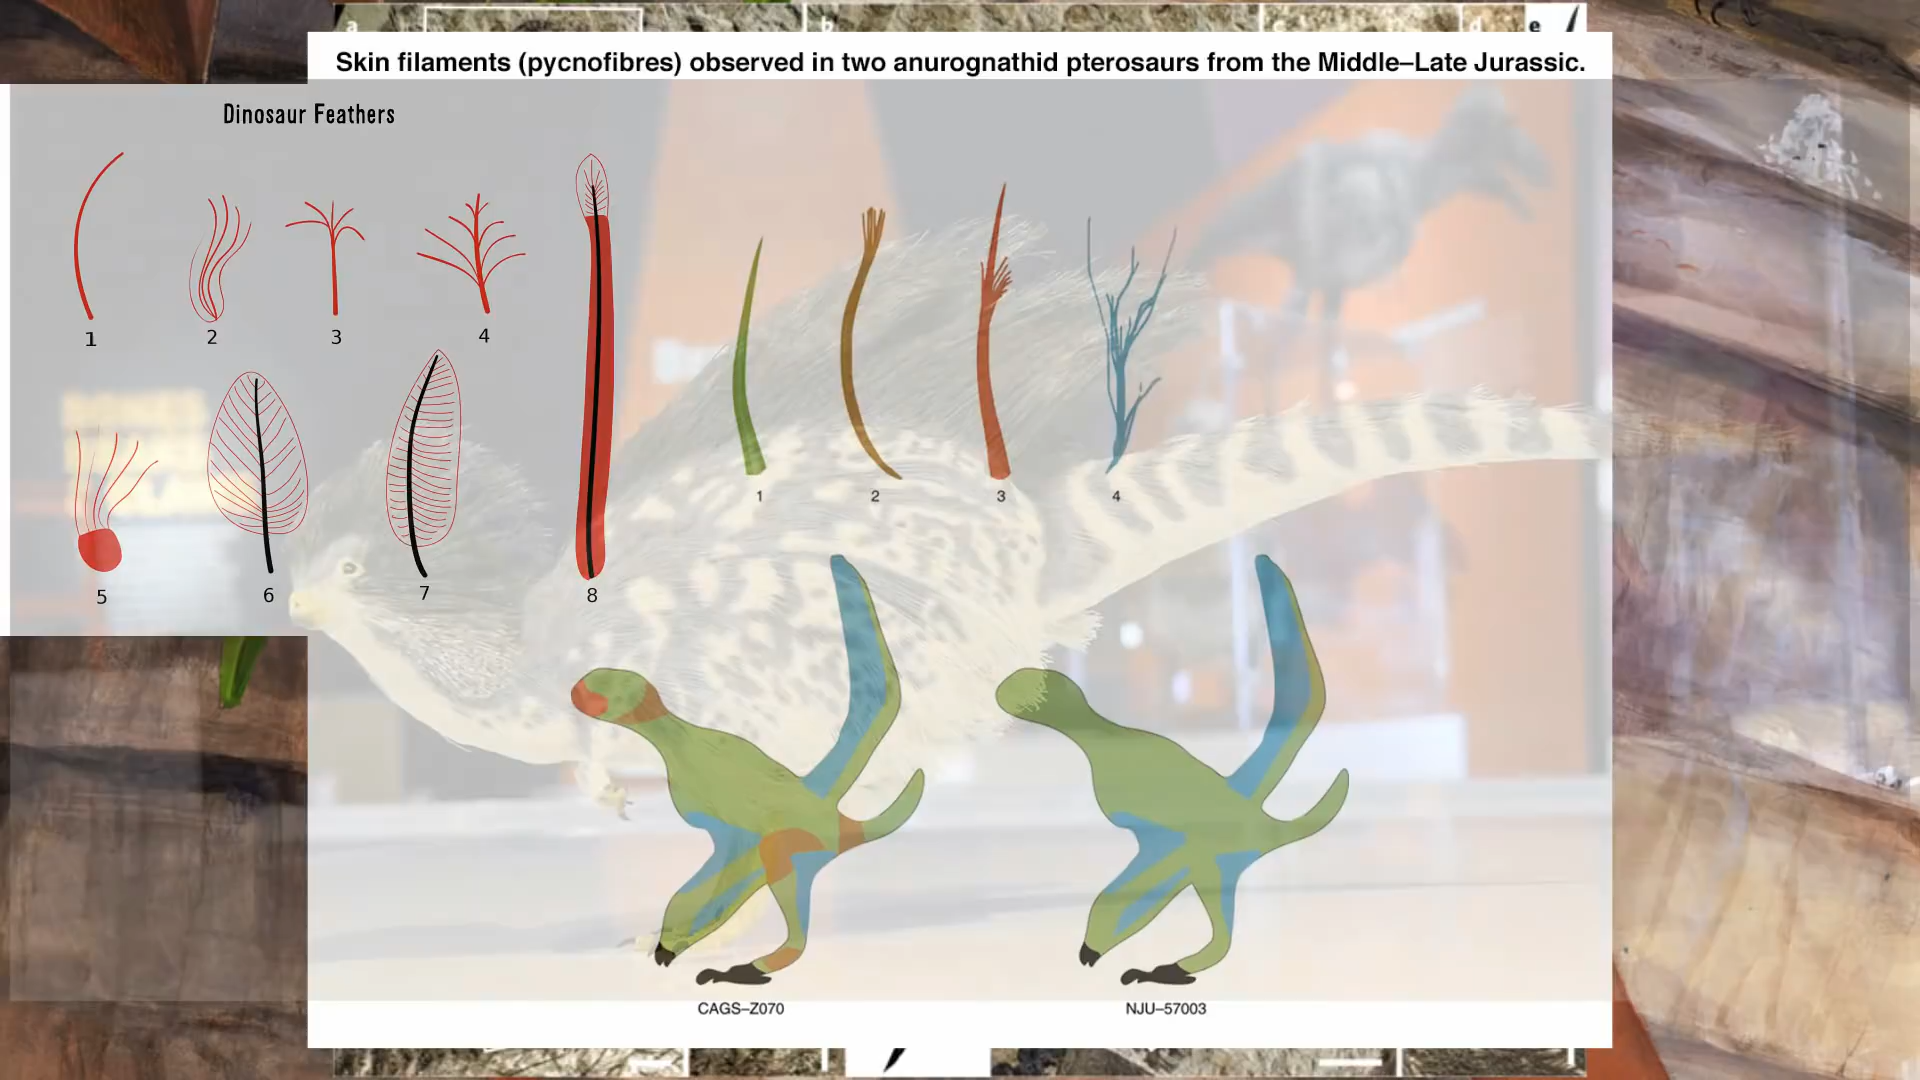 a
b
c
d
e
Skin filaments (pycnofibres) observed in two anurognathid pterosaurs from the Middle–Late Jurassic.
Dinosaur Feathers
1
2
3
4
5
6
7
8
1
2
3
4
CAGS–Z070
NJU–57003